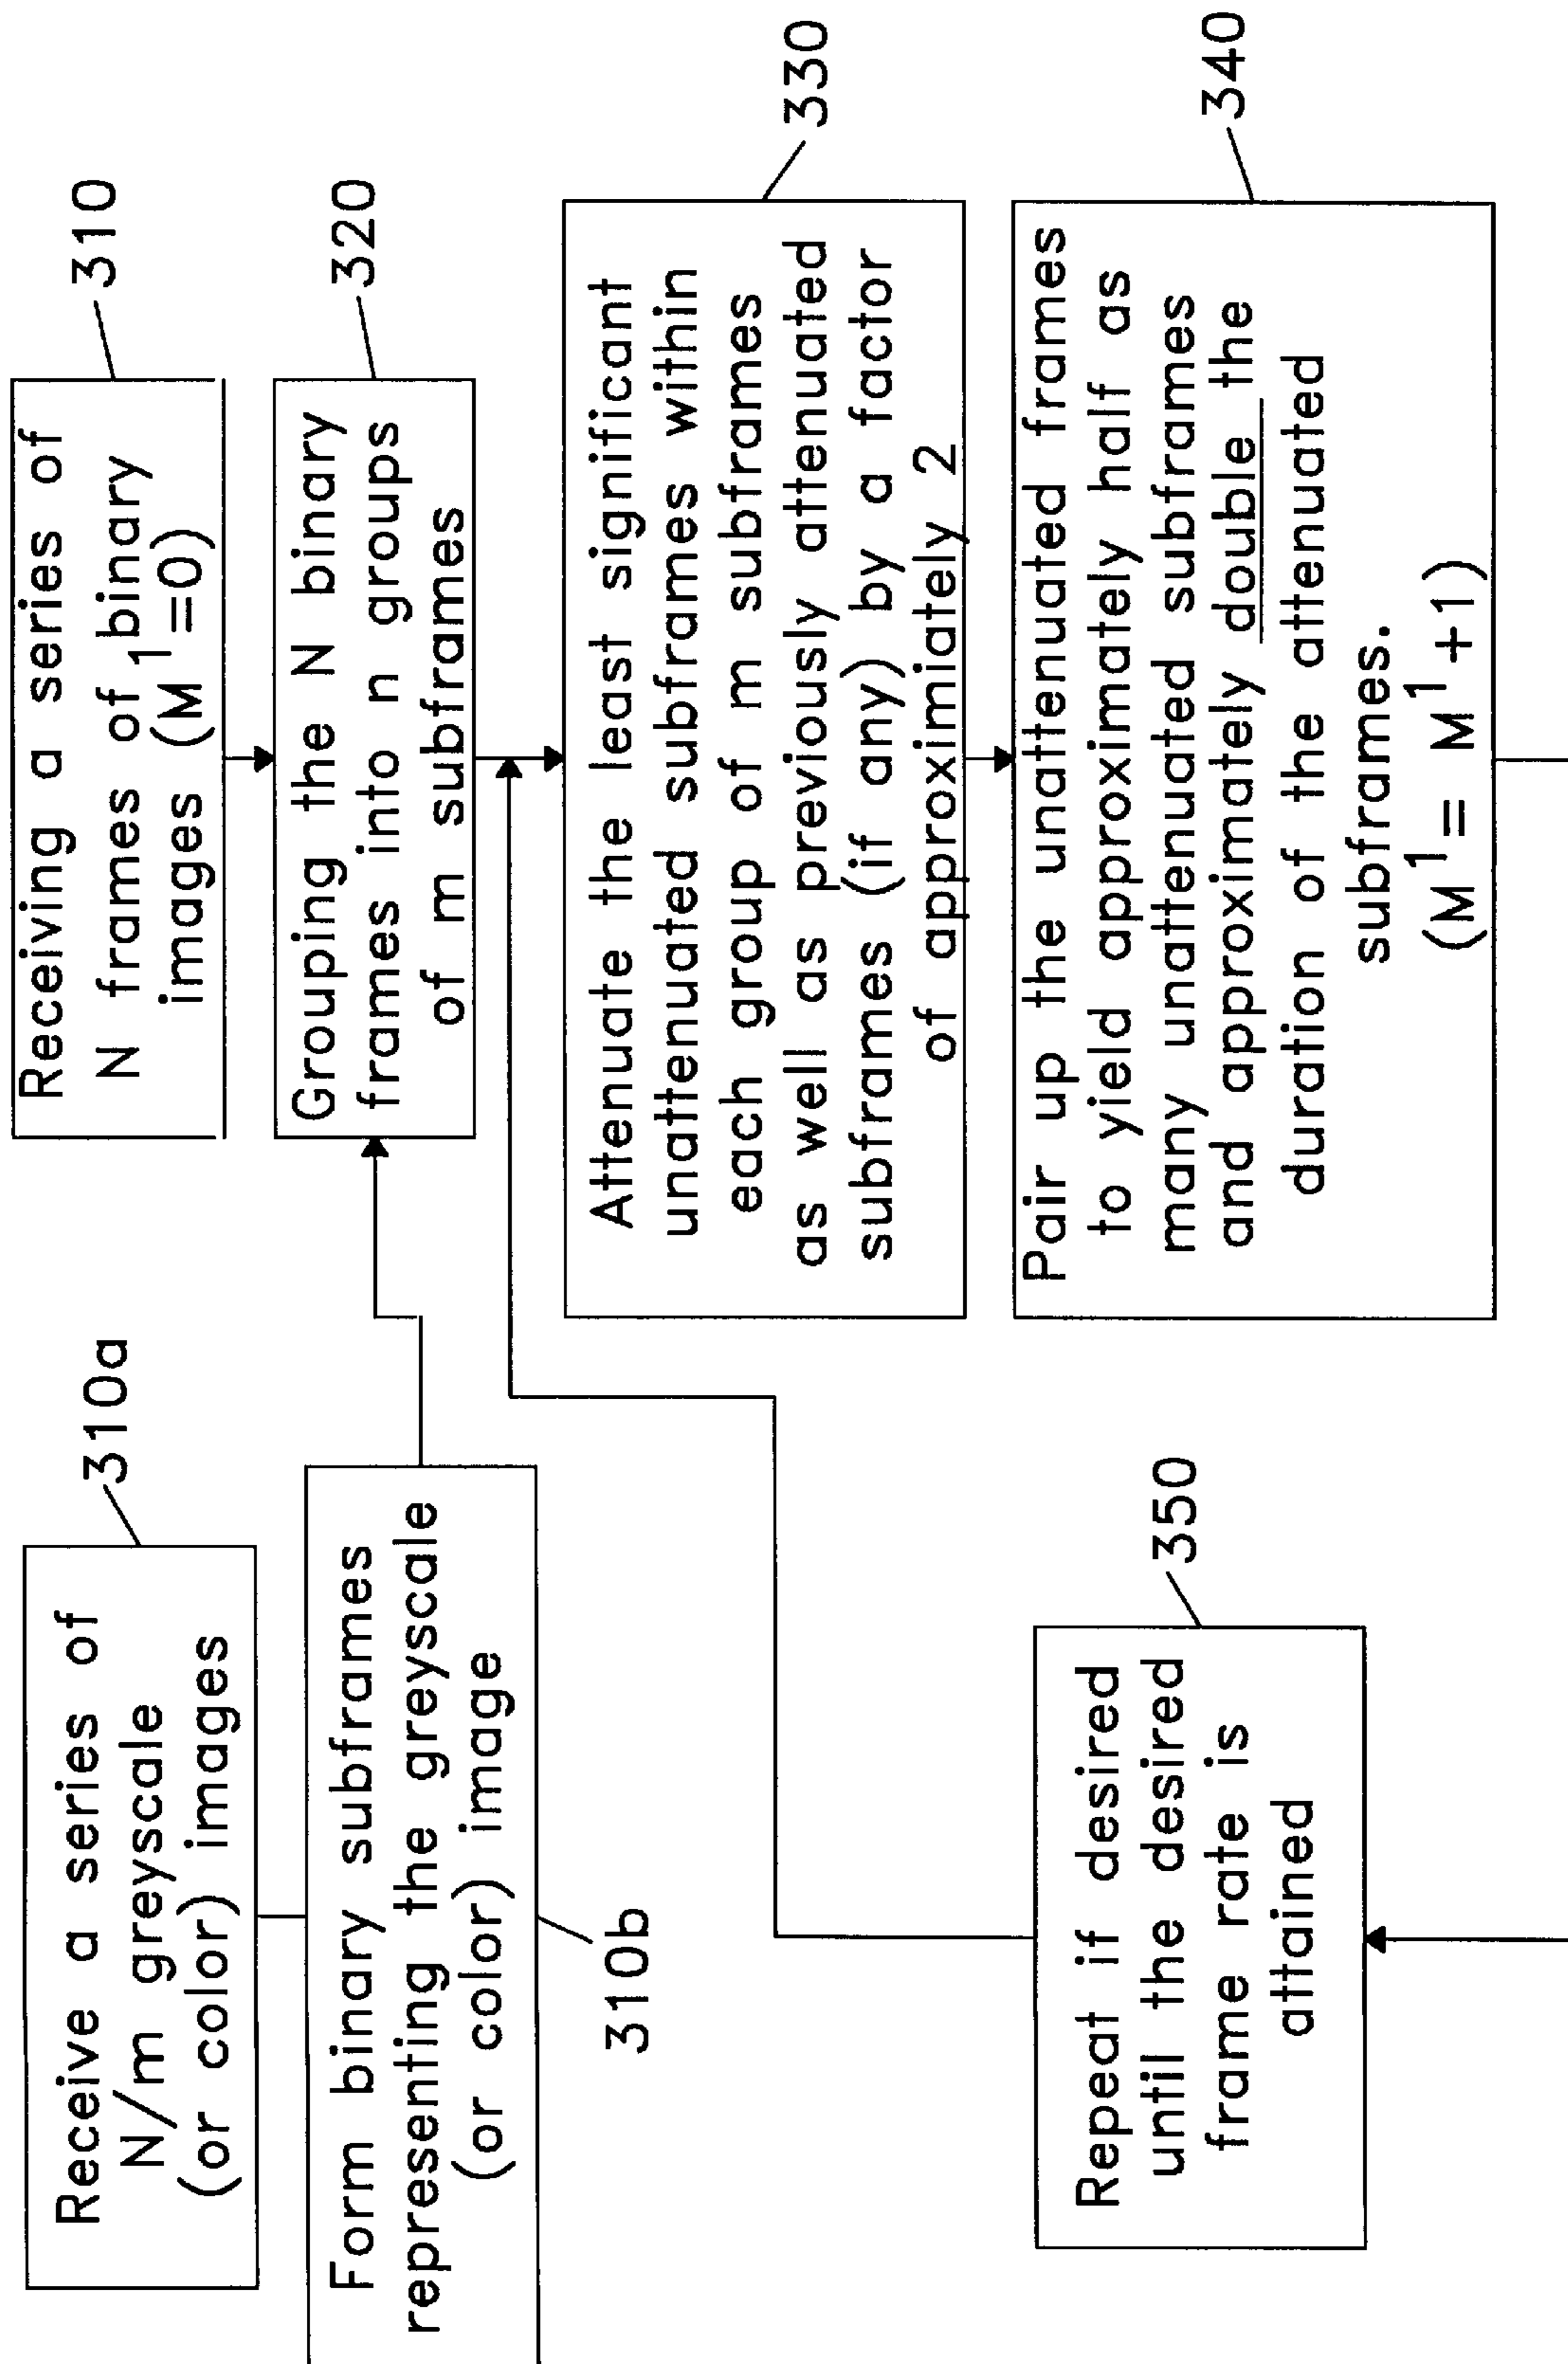 310
Receiving a series of
N frames of binary
images (M¹=0)
320
Grouping the N binary
frames into n groups
of m subframes
330
Attenuate the least significant
unattenuated subframes within
each group of m subframes
as well as previously attenuated
subframes (if any) by a factor
of approximately 2
340
Pair up the unattenuated frames
to yield approximately half as
many unattenuated subframes
and approximately double the
duration of the attenuated
subframes.
(M¹= M¹+1)
310a
Receive a series of
N/m greyscale
(or color) images
Form binary subframes
representing the greyscale
(or color) image
310b
350
Repeat if desired
until the desired
frame rate is
attained